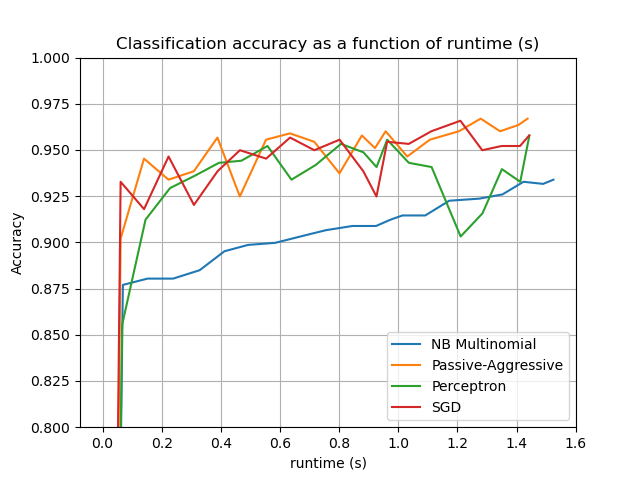 Classification accuracy as a function of runtime (s)
Accuracy
1.000
0.975
0.950
0.925
0.900
0.875
0.850
0.825
0.800
NB Multinomial
Passive-Aggressive
Perceptron
SGD
0.0 0.2 0.4 0.6 0.8 1.0 1.2 1.4 1.6
runtime (s)